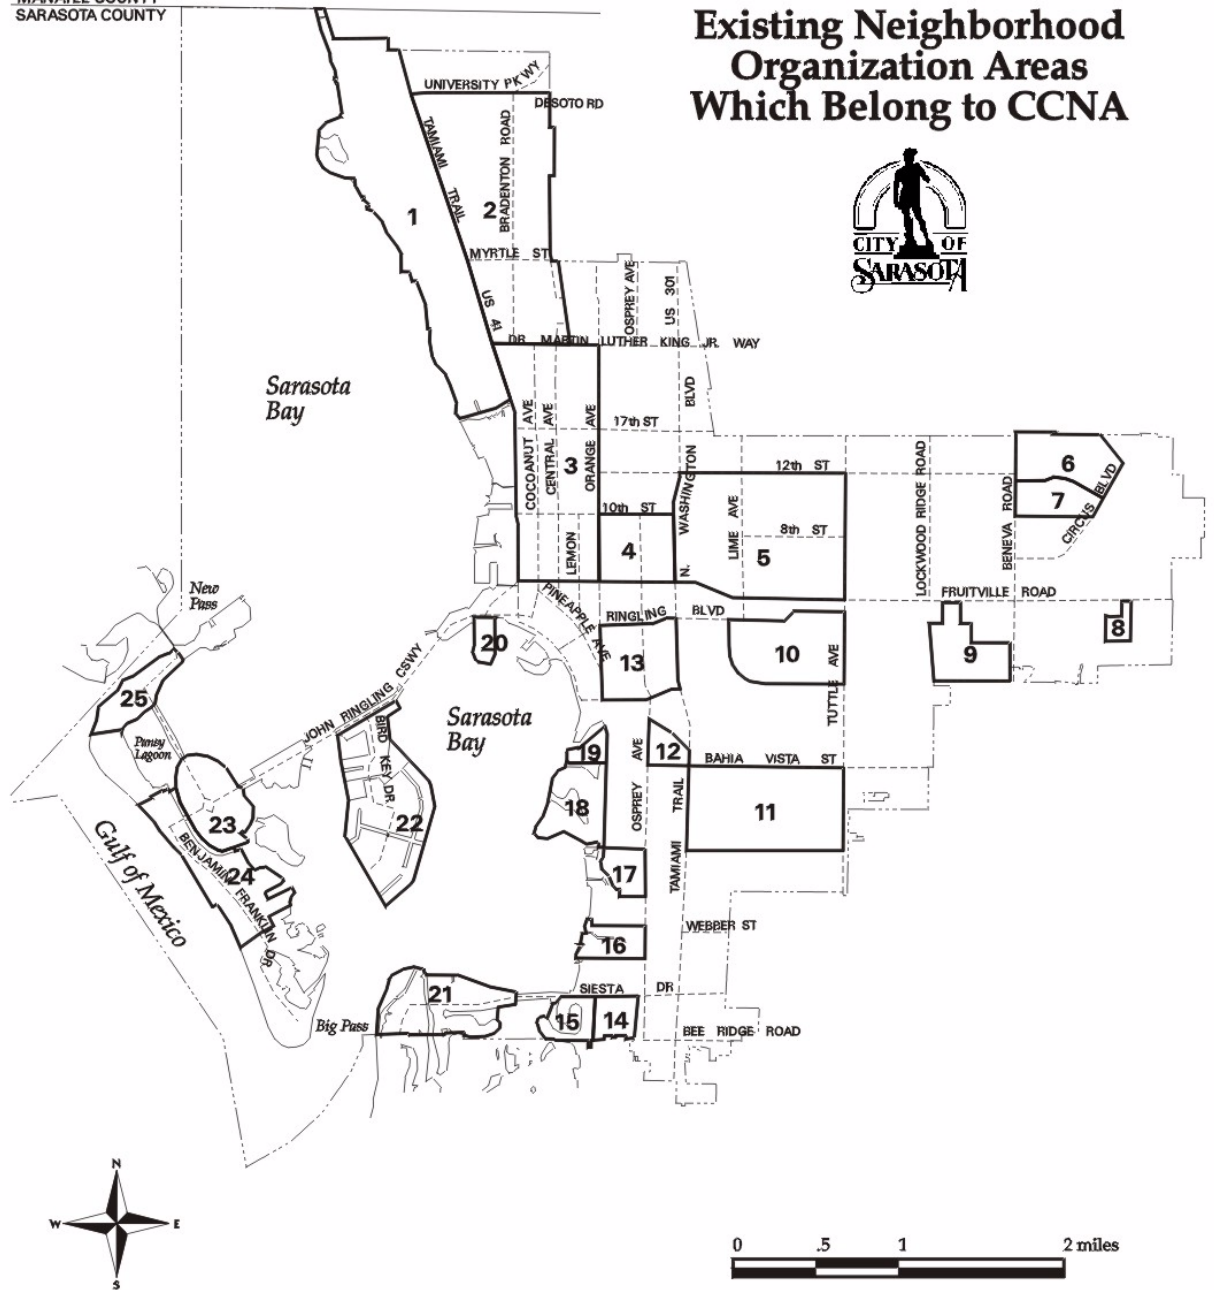 MANATEE COUNTY
SARASOTA COUNTY
Existing Neighborhood
Organization Areas
Which Belong to CCNA
CITY OF
SARASOTA
UNIVERSITY PKWY
DESOTO RD
TAMIAMI TRAIL
BRADENTON ROAD
1
2
MYRTLE ST
US 41
OSPREY AVE
US 301
DR MARTIN LUTHER KING JR. WAY
Sarasota
Bay
BLVD
17th ST
COCOANUT AVE
CENTRAL AVE
ORANGE AVE
3
N. WASHINGTON
12th ST
LOCKWOOD RIDGE ROAD
BENEVA ROAD
6
7
CIRCUS BLVD
10th ST
LIME AVE
8th ST
LEMON
4
5
New
Pass
PINEAPPLE AVE
RINGLING BLVD
FRUITVILLE ROAD
8
20
13
10
TUTTLE AVE
9
25
JOHN RINGLING CSWY
Pansy
Lagoon
BIRD KEY DR
Sarasota
Bay
19
OSPREY AVE
12
BAHIA VISTA ST
18
TAMIAMI TRAIL
11
23
22
Gulf of Mexico
BENJAMIN FRANKLIN DR
24
17
16
WEBBER ST
21
SIESTA DR
Big Pass
15
14
BEE RIDGE ROAD
N
W
E
S
0 .5 1 2 miles